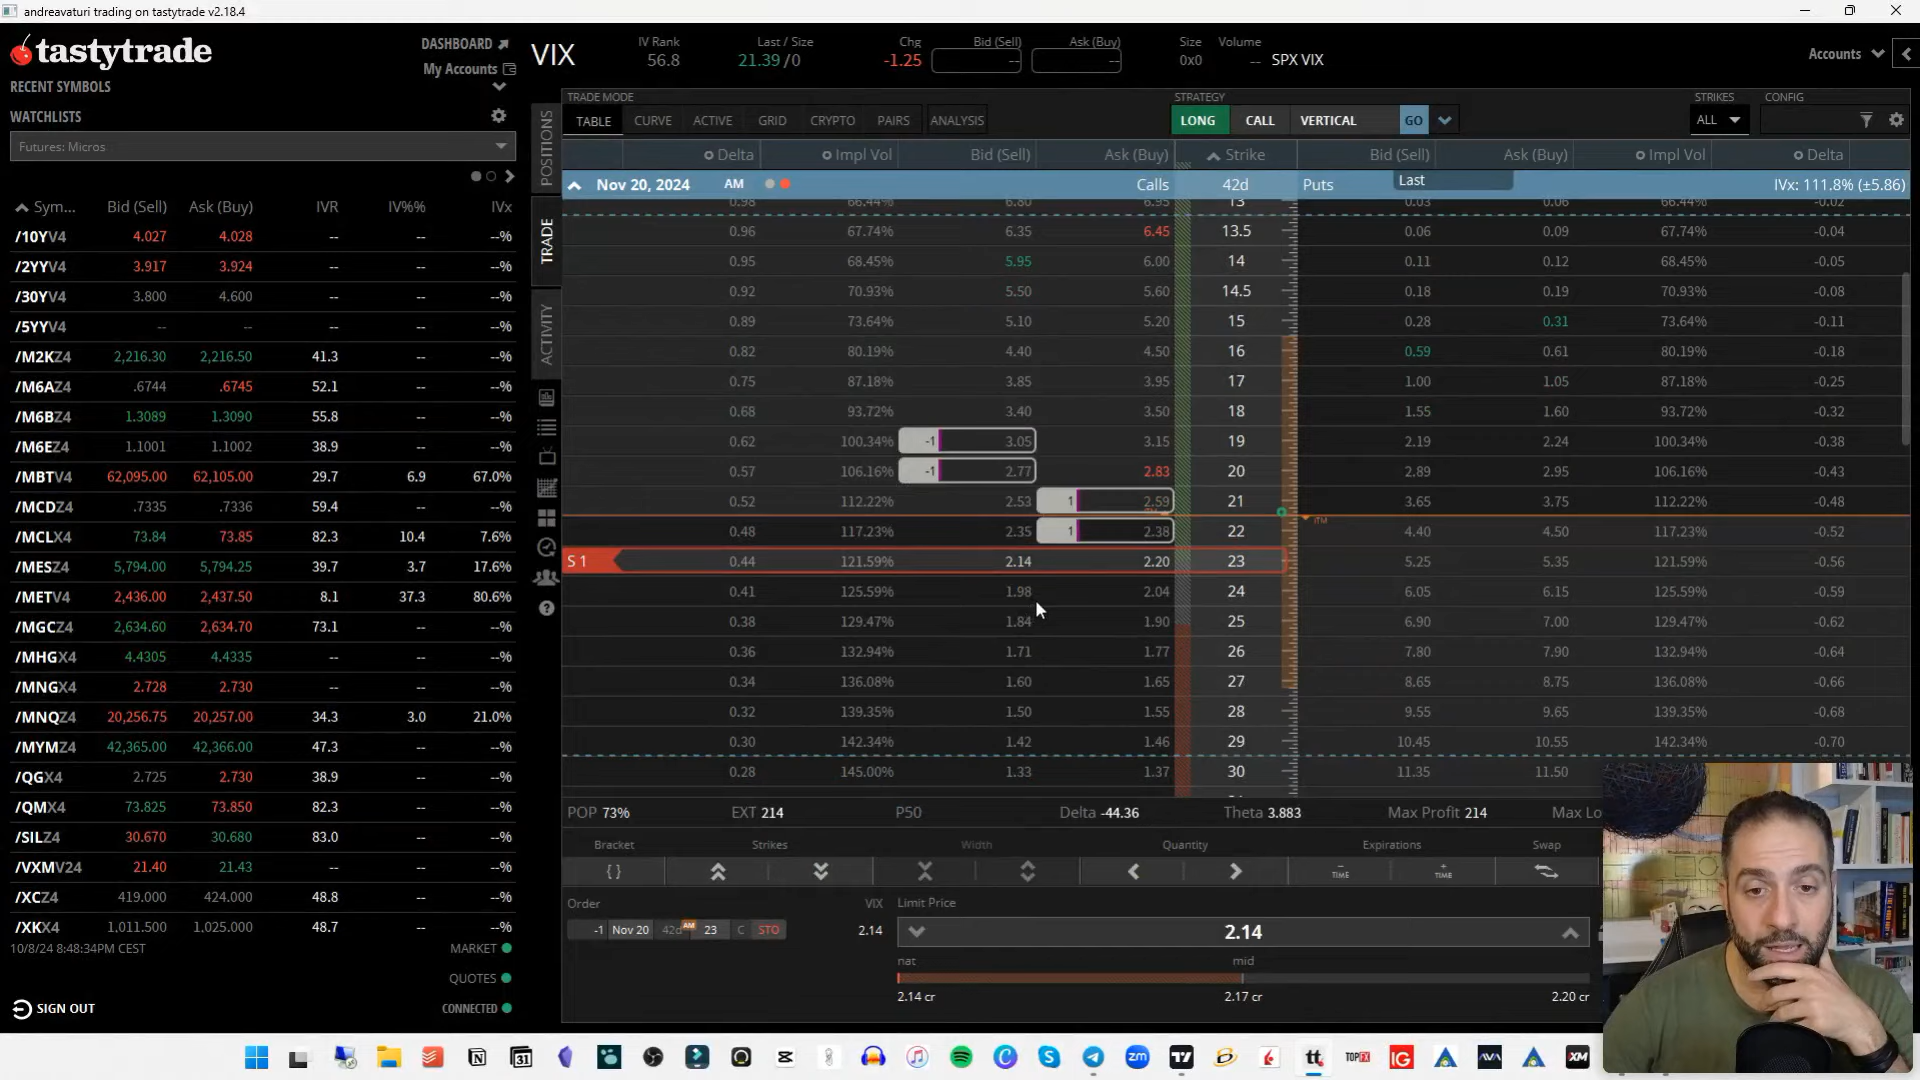 andreavaturi trading on tastytrade v2.18.4
tastytrade
DASHBOARD
My Accounts
RECENT SYMBOLS
WATCHLISTS
Futures: Micros
Sym... Bid (Sell) Ask (Buy) IVR IV%% IVx
/10YV4 4.027 4.028 -- -- --%
/2YYV4 3.917 3.924 -- -- --%
/30YV4 3.800 4.600 -- -- --%
/5YYV4 -- -- -- -- --%
/M2KZ4 2,216.30 2,216.50 41.3 -- --%
/M6AZ4 .6744 .6745 52.1 -- --%
/M6BZ4 1.3089 1.3090 55.8 -- --%
/M6EZ4 1.1001 1.1002 38.9 -- --%
/MBTV4 62,095.00 62,105.00 29.7 6.9 67.0%
/MCDZ4 .7335 .7336 59.4 -- --%
/MCLX4 73.84 73.85 82.3 10.4 7.6%
/MESZ4 5,794.00 5,794.25 39.7 3.7 17.6%
/METV4 2,436.00 2,437.50 8.1 37.3 80.6%
/MGCZ4 2,634.60 2,634.70 73.1 -- --%
/MHGX4 4.4305 4.4335 -- -- --%
/MNGX4 2.728 2.730 -- -- --%
/MNQZ4 20,256.75 20,257.00 34.3 3.0 21.0%
/MYMZ4 42,365.00 42,366.00 47.3 -- --%
/QGX4 2.725 2.730 38.9 -- --%
/QMX4 73.825 73.850 82.3 -- --%
/SILZ4 30.670 30.680 83.0 -- --%
/VXMV24 21.40 21.43 -- -- --%
/XCZ4 419.000 424.000 48.8 -- --%
/XKX4 1,011.500 1,025.000 48.7 -- --%
10/8/24 8:48:34PM CEST MARKET
QUOTES
SIGN OUT CONNECTED
POSITIONS
TRADE
ACTIVITY
VIX IV Rank Last / Size Chg Bid (Sell) Ask (Buy) Size Volume
56.8 21.39 /0 -1.25 -- -- 0x0 -- SPX VIX
Accounts
TRADE MODE STRATEGY STRIKES CONFIG
TABLE CURVE ACTIVE GRID CRYPTO PAIRS ANALYSIS LONG CALL VERTICAL GO ALL
Delta Impl Vol Bid (Sell) Ask (Buy) Strike Bid (Sell) Ask (Buy) Impl Vol Delta
Nov 20, 2024 AM Calls 42d Puts Last IVx: 111.8% (±5.86)
0.98 66.44% 6.80 6.95 13 0.03 0.06 66.44% -0.02
0.96 67.74% 6.35 6.45 13.5 0.06 0.09 67.74% -0.04
0.95 68.45% 5.95 6.00 14 0.11 0.12 68.45% -0.05
0.92 70.93% 5.50 5.60 14.5 0.18 0.19 70.93% -0.08
0.89 73.64% 5.10 5.20 15 0.28 0.31 73.64% -0.11
0.82 80.19% 4.40 4.50 16 0.59 0.61 80.19% -0.18
0.75 87.18% 3.85 3.95 17 1.00 1.05 87.18% -0.25
0.68 93.72% 3.40 3.50 18 1.55 1.60 93.72% -0.32
0.62 100.34% -1 3.05 3.15 19 2.19 2.24 100.34% -0.38
0.57 106.16% -1 2.77 2.83 20 2.89 2.95 106.16% -0.43
0.52 112.22% 2.53 1 2.59 21 3.65 3.75 112.22% -0.48
ITM
0.48 117.23% 2.35 1 2.38 22 4.40 4.50 117.23% -0.52
S 1 0.44 121.59% 2.14 2.20 23 5.25 5.35 121.59% -0.56
0.41 125.59% 1.98 2.04 24 6.05 6.15 125.59% -0.59
0.38 129.47% 1.84 1.90 25 6.90 7.00 129.47% -0.62
0.36 132.94% 1.71 1.77 26 7.80 7.90 132.94% -0.64
0.34 136.08% 1.60 1.65 27 8.65 8.75 136.08% -0.66
0.32 139.35% 1.50 1.55 28 9.55 9.65 139.35% -0.68
0.30 142.34% 1.42 1.46 29 10.45 10.55 142.34% -0.70
0.28 145.00% 1.33 1.37 30 11.35 11.50
POP 73% EXT 214 P50 Delta -44.36 Theta 3.883 Max Profit 214 Max Lo
Bracket Strikes Width Quantity Expirations Swap
{ } TIME TIME
Order VIX Limit Price
-1 Nov 20 42d AM 23 C STO 2.14 2.14
nat mid
2.14 cr 2.17 cr 2.20 cr